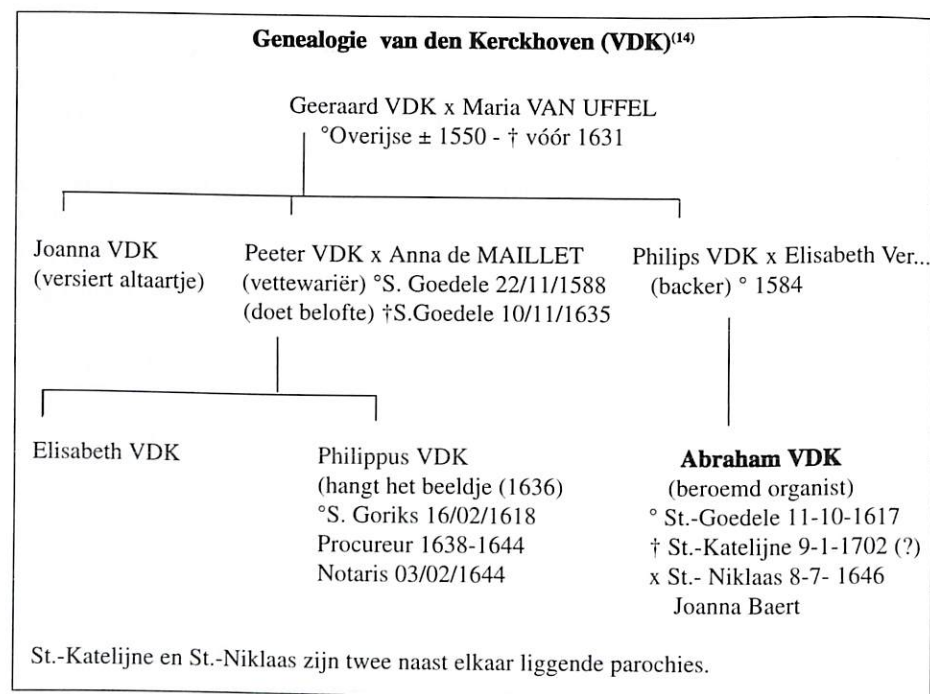 Genealogie van den Kerckhoven (VDK)(14)
Geeraard VDK x Maria VAN UFFEL
°Overijse ± 1550 - † vóór 1631
Joanna VDK
(versiert altaartje)
Peeter VDK x Anna de MAILLET
(vettewariër) °S. Goedele 22/11/1588
(doet belofte) †S.Goedele 10/11/1635
Philips VDK x Elisabeth Ver...
(backer) ° 1584
Elisabeth VDK
Philippus VDK
(hangt het beeldje (1636)
°S. Goriks 16/02/1618
Procureur 1638-1644
Notaris 03/02/1644
Abraham VDK
(beroemd organist)
° St.-Goedele 11-10-1617
† St.-Katelijne 9-1-1702 (?)
x St.- Niklaas 8-7- 1646
Joanna Baert
St.-Katelijne en St.-Niklaas zijn twee naast elkaar liggende parochies.